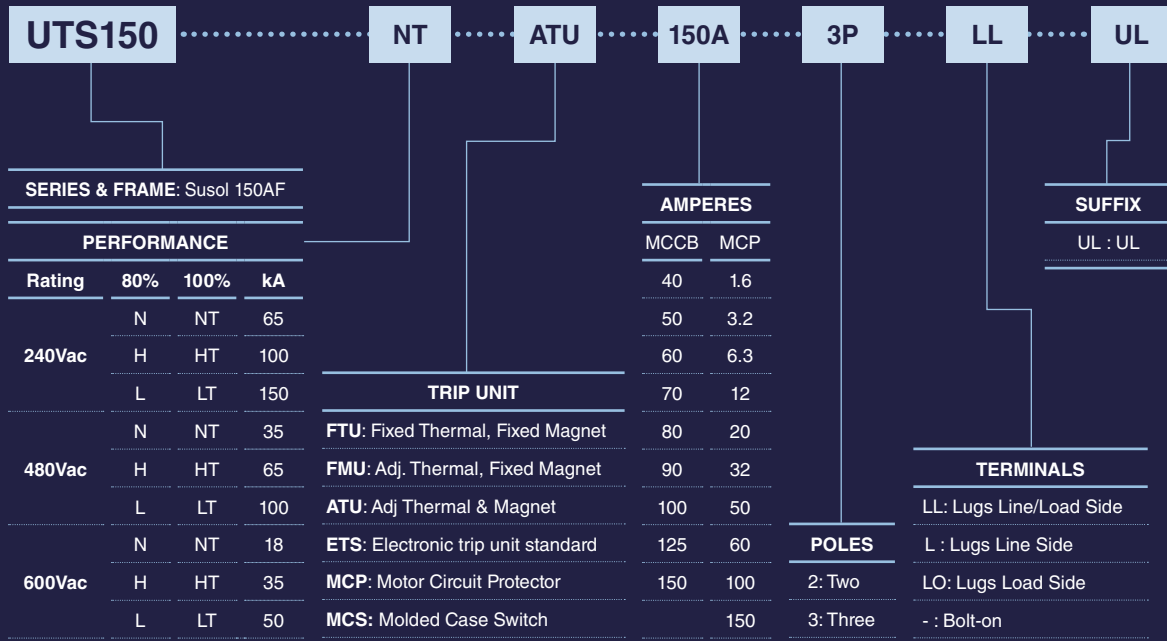 UTS150 NT ATU 150A 3P LL UL
SERIES & FRAME: Susol 150AF
PERFORMANCE
Rating 80% 100% kA
240Vac
N NT 65
H HT 100
L LT 150
480Vac
N NT 35
H HT 65
L LT 100
600Vac
N NT 18
H HT 35
L LT 50
TRIP UNIT
FTU: Fixed Thermal, Fixed Magnet
FMU: Adj. Thermal, Fixed Magnet
ATU: Adj Thermal & Magnet
ETS: Electronic trip unit standard
MCP: Motor Circuit Protector
MCS: Molded Case Switch
AMPERES
MCCB MCP
40 1.6
50 3.2
60 6.3
70 12
80 20
90 32
100 50
125 60
150 100
150
POLES
2: Two
3: Three
TERMINALS
LL: Lugs Line/Load Side
L : Lugs Line Side
LO: Lugs Load Side
- : Bolt-on
SUFFIX
UL : UL